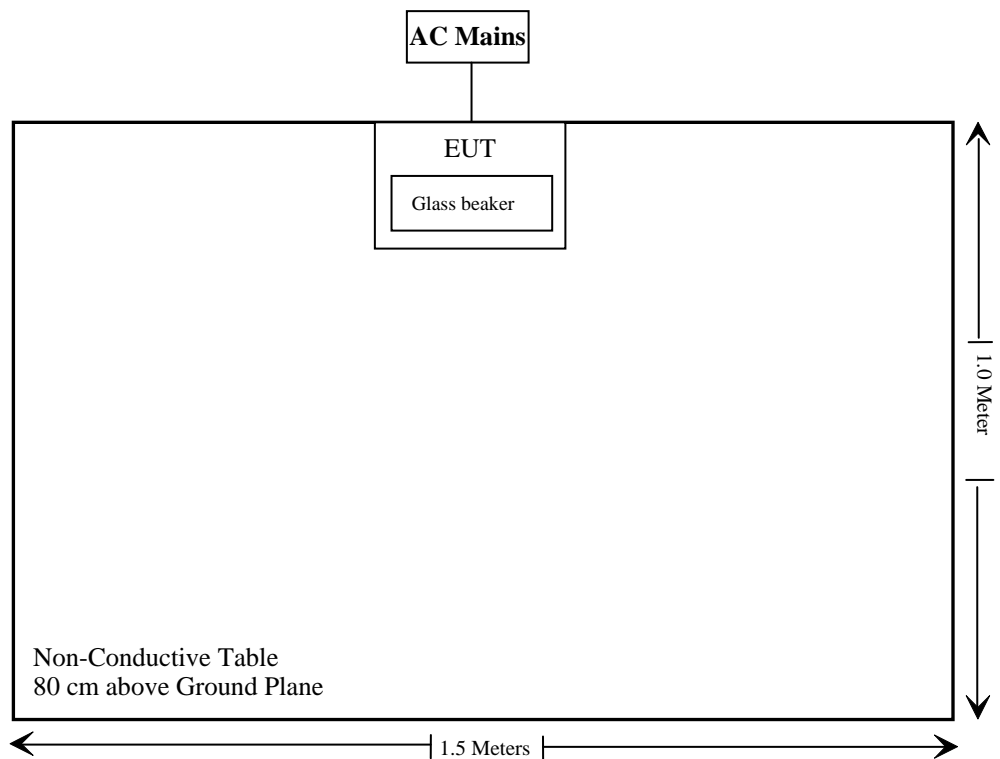 AC Mains
EUT
Glass beaker
1.0 Meter
Non-Conductive Table
80 cm above Ground Plane
1.5 Meters